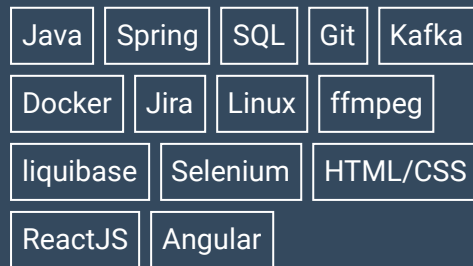 Java Spring SQL Git Kafka
Docker Jira Linux ffmpeg
liquibase Selenium HTML/CSS
ReactJS Angular